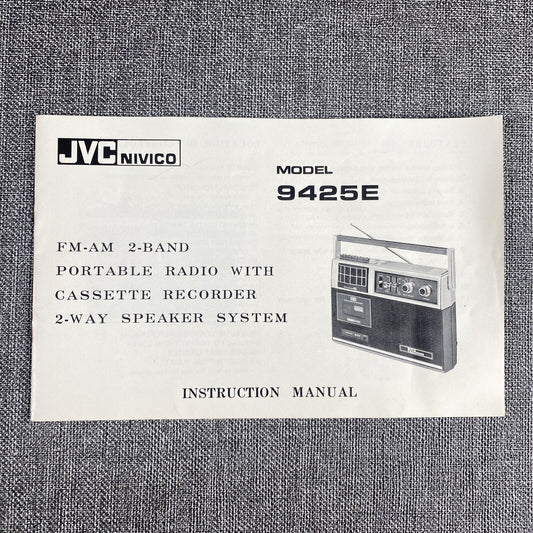 JVC NIVICO
MODEL
9425E
FM-AM 2-BAND
PORTABLE RADIO WITH
CASSETTE RECORDER
2-WAY SPEAKER SYSTEM
INSTRUCTION MANUAL